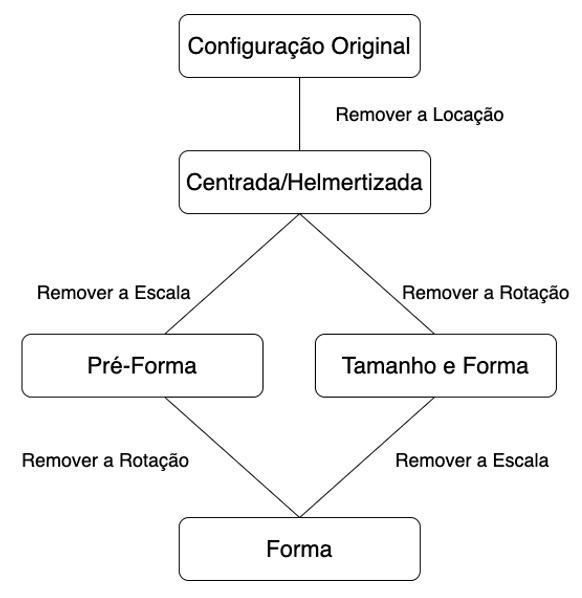 Configuração Original
Remover a Locação
Centrada/Helmertizada
Remover a Escala
Remover a Rotação
Pré-Forma
Tamanho e Forma
Remover a Rotação
Remover a Escala
Forma